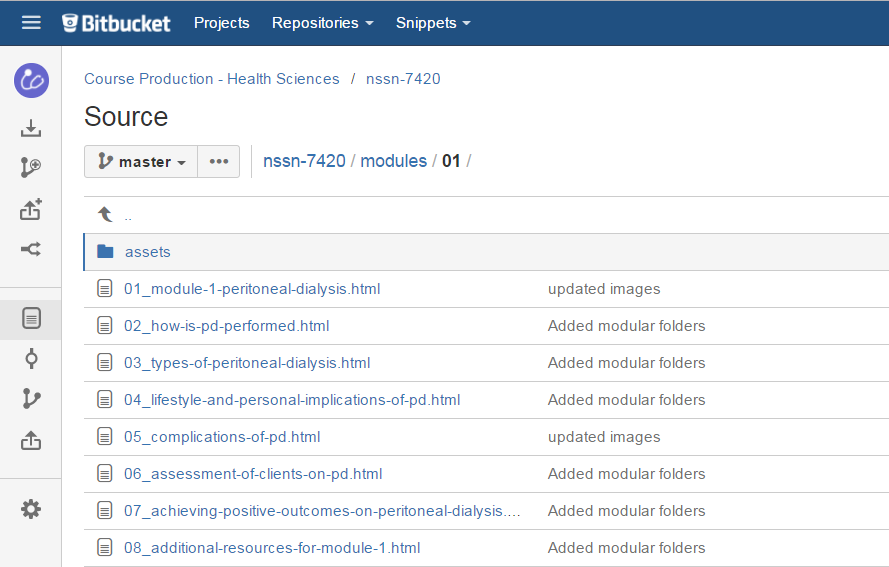 Bitbucket Projects Repositories Snippets
Course Production - Health Sciences / nssn-7420
Source
master ••• nssn-7420 / modules / 01 /
..
assets
01_module-1-peritoneal-dialysis.html updated images
02_how-is-pd-performed.html Added modular folders
03_types-of-peritoneal-dialysis.html Added modular folders
04_lifestyle-and-personal-implications-of-pd.html Added modular folders
05_complications-of-pd.html updated images
06_assessment-of-clients-on-pd.html Added modular folders
07_achieving-positive-outcomes-on-peritoneal-dialysis.… Added modular folders
08_additional-resources-for-module-1.html Added modular folders